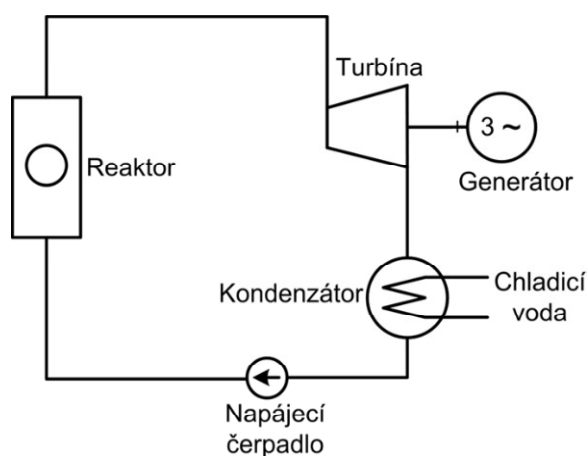 Turbína
3 ~
Reaktor
Generátor
Kondenzátor
Chladicí
voda
Napájecí
čerpadlo